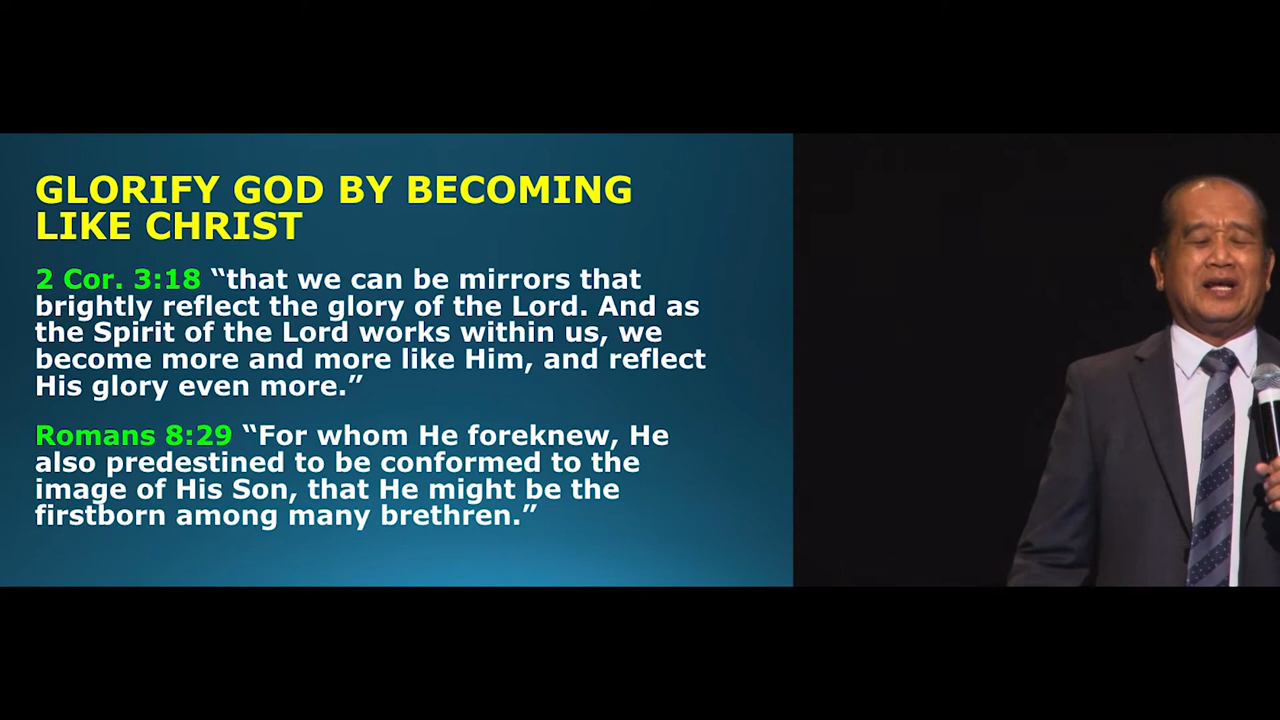 GLORIFY GOD BY BECOMING
LIKE CHRIST
2 Cor. 3:18 “that we can be mirrors that
brightly reflect the glory of the Lord. And as
the Spirit of the Lord works within us, we
become more and more like Him, and reflect
His glory even more.”
Romans 8:29 “For whom He foreknew, He
also predestined to be conformed to the
image of His Son, that He might be the
firstborn among many brethren.”